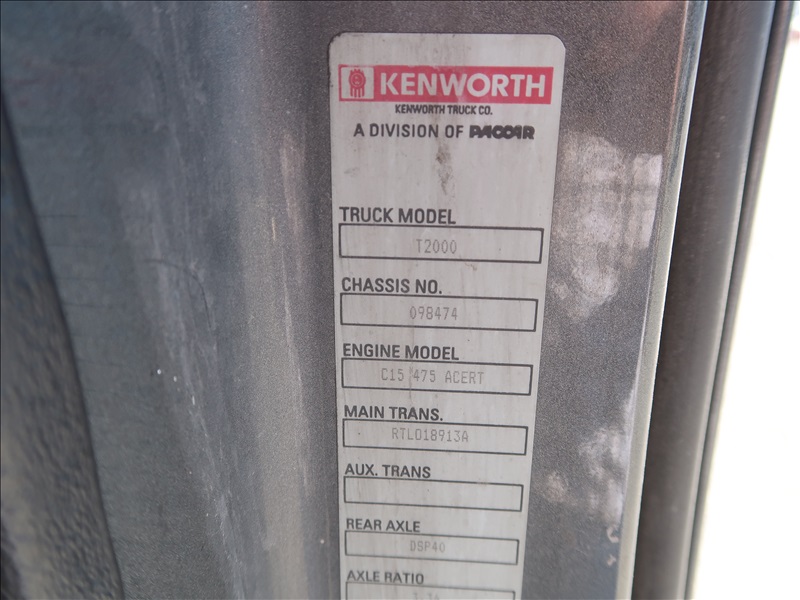 KENWORTH
KENWORTH TRUCK CO.
A DIVISION OF PACCAR
TRUCK MODEL
T2000
CHASSIS NO.
098474
ENGINE MODEL
C15 475 ACERT
MAIN TRANS.
RTLO18913A
AUX. TRANS
REAR AXLE
DSP40
AXLE RATIO